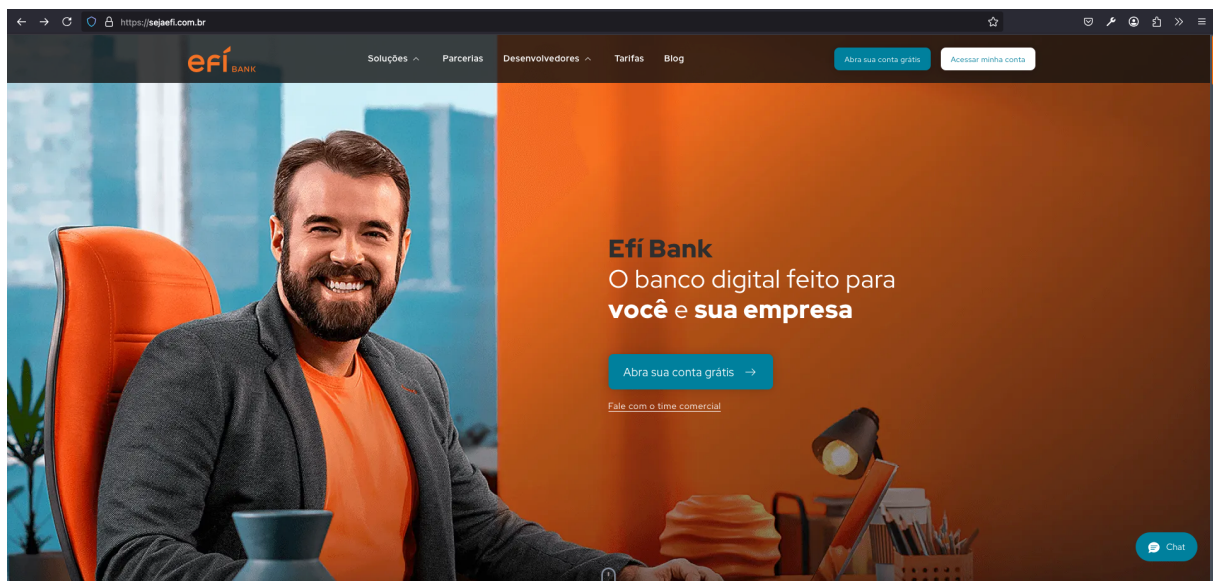 https://sejaefi.com.br
efí BANK
Soluções
Parcerias
Desenvolvedores
Tarifas
Blog
Abra sua conta grátis
Acessar minha conta
Efí Bank
O banco digital feito para
você e sua empresa
Abra sua conta grátis →
Fale com o time comercial
Chat